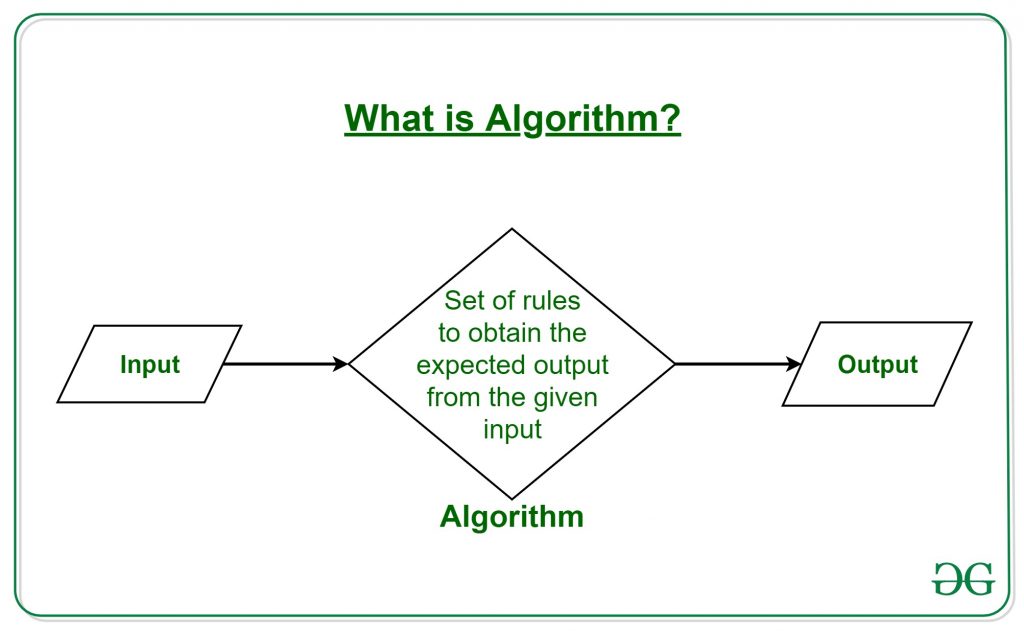 What is Algorithm?
Input
Set of rules
to obtain the
expected output
from the given
input
Output
Algorithm
GG